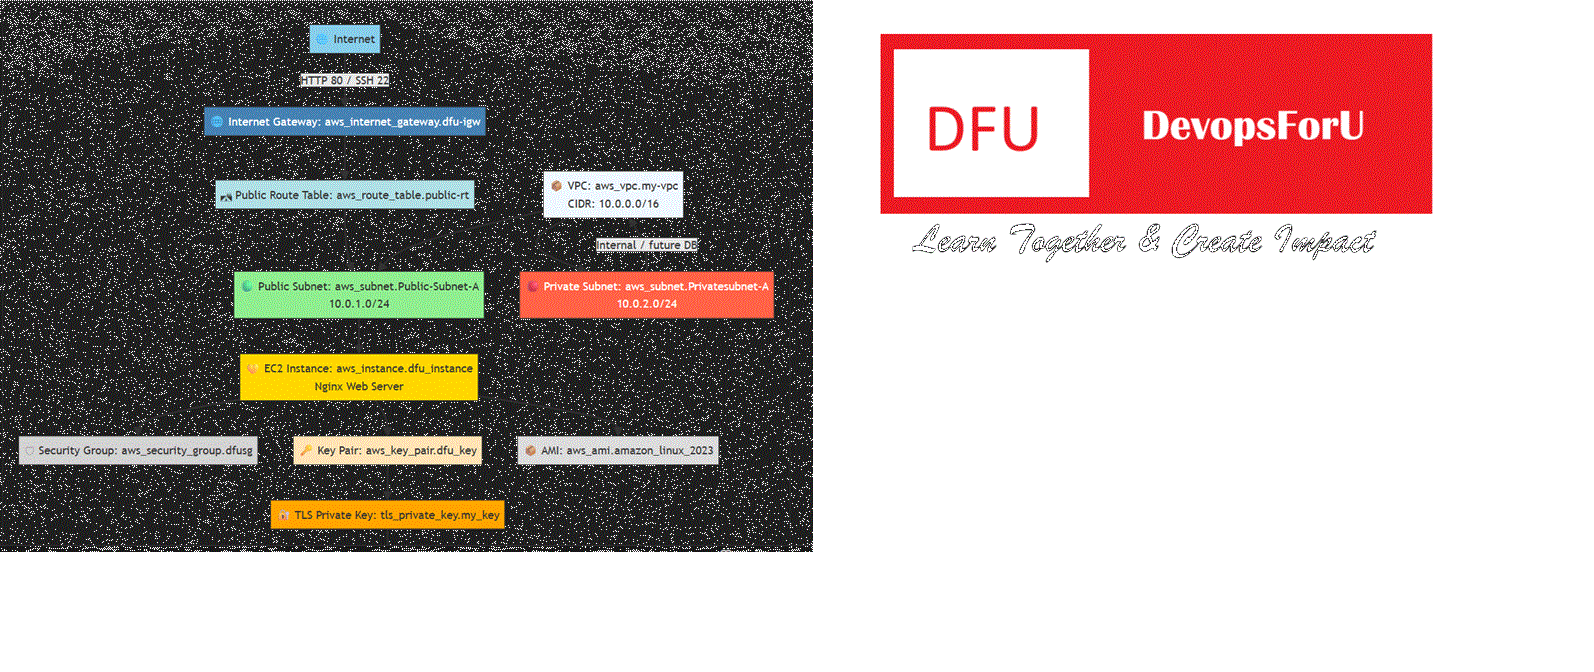 Internet
HTTP 80 / SSH 22
Internet Gateway: aws_internet_gateway.dfu-igw
Public Route Table: aws_route_table.public-rt
VPC: aws_vpc.my-vpc
CIDR: 10.0.0.0/16
Internal / future DB
Public Subnet: aws_subnet.Public-Subnet-A
10.0.1.0/24
Private Subnet: aws_subnet.Privatesubnet-A
10.0.2.0/24
EC2 Instance: aws_instance.dfu_instance
Nginx Web Server
Security Group: aws_security_group.dfusg
Key Pair: aws_key_pair.dfu_key
AMI: aws_ami.amazon_linux_2023
TLS Private Key: tls_private_key.my_key
DFU
DevopsForU
Learn Together & Create Impact